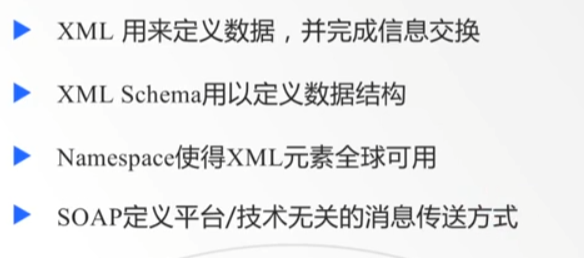 XML 用来定义数据，并完成信息交换
XML Schema用以定义数据结构
Namespace使得XML元素全球可用
SOAP定义平台/技术无关的消息传送方式